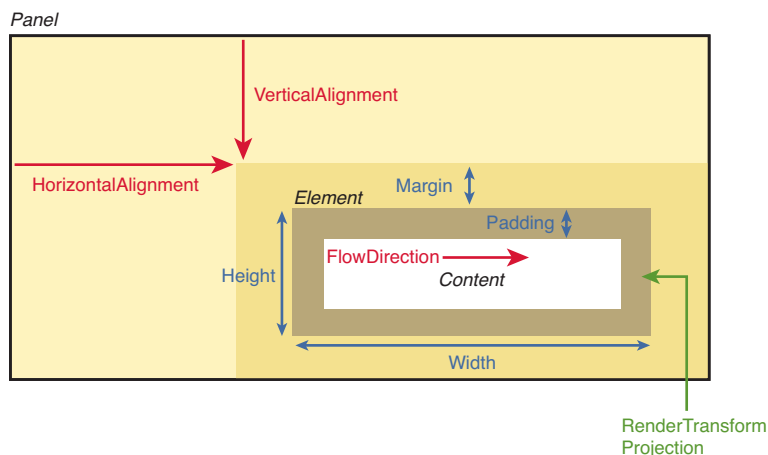 Panel
VerticalAlignment
HorizontalAlignment
Margin
Element
Padding
FlowDirection
Height
Content
Width
RenderTransform
Projection